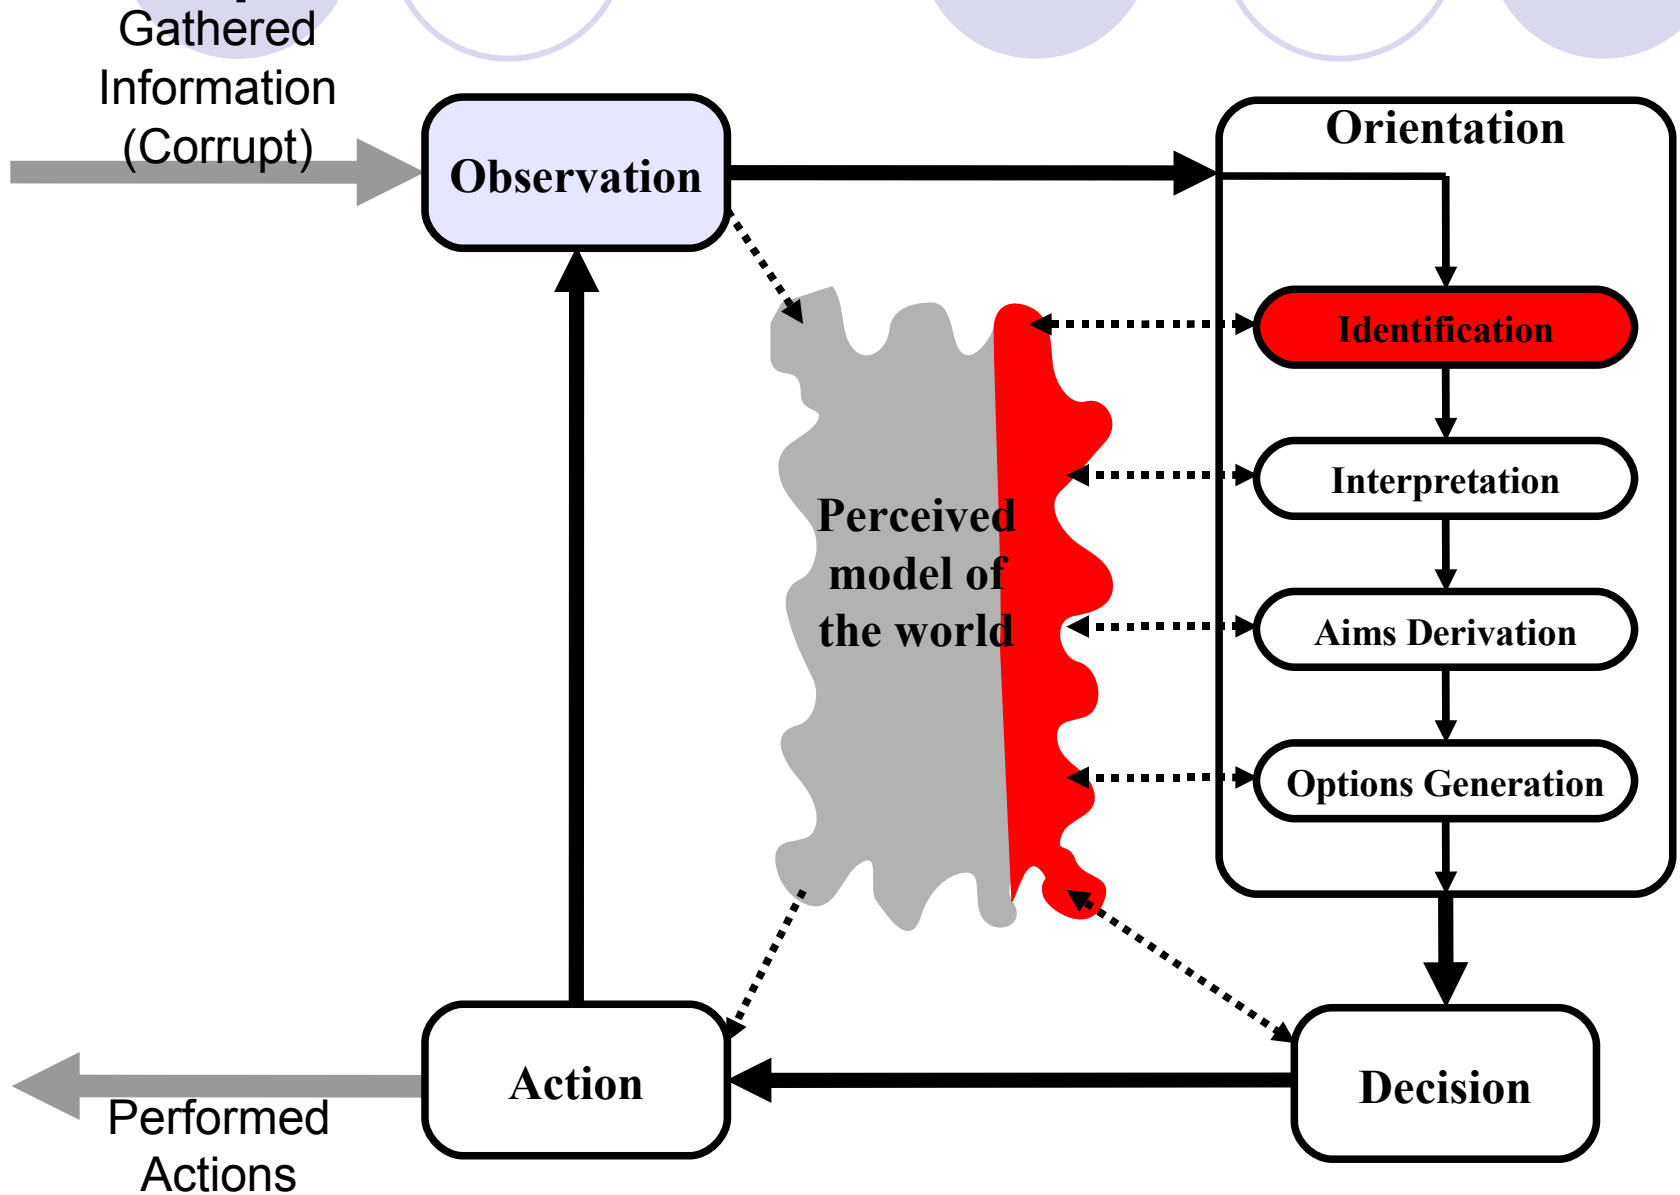 Gathered
Information
(Corrupt)
Observation
Orientation
Identification
Interpretation
Aims Derivation
Options Generation
Perceived
model of
the world
Action
Decision
Performed
Actions